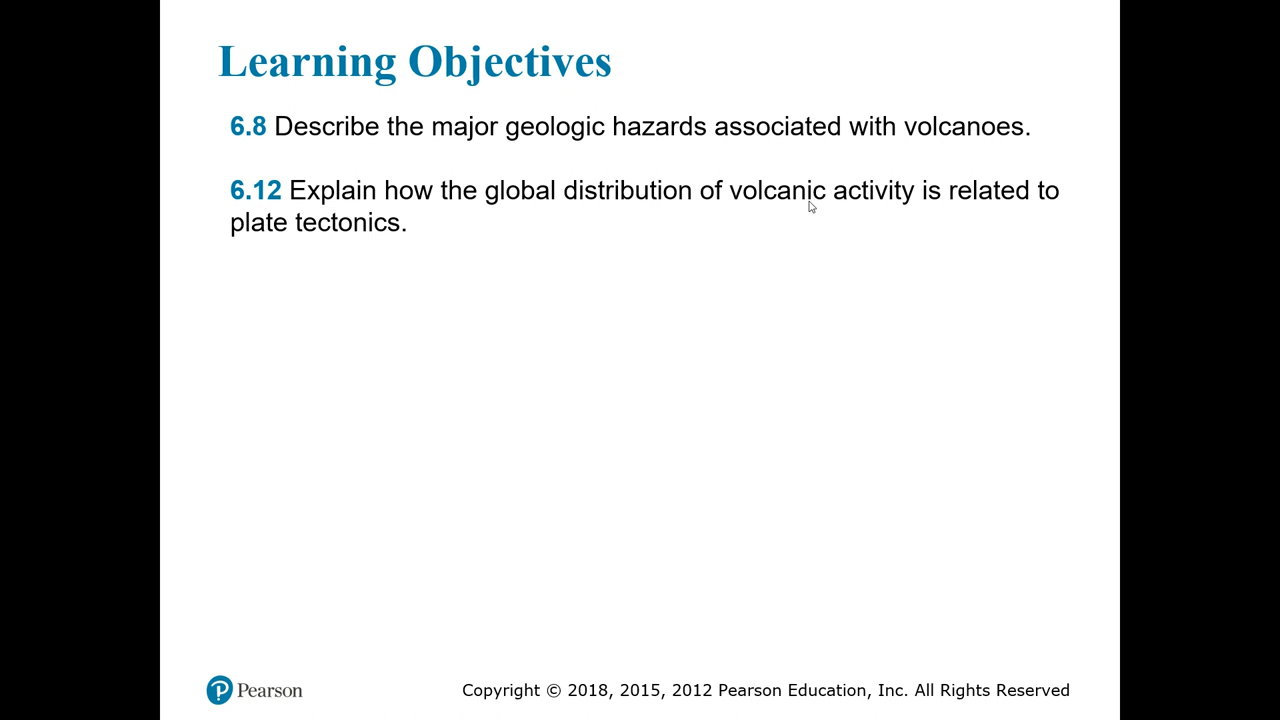 Learning Objectives
6.8 Describe the major geologic hazards associated with volcanoes.
6.12 Explain how the global distribution of volcanic activity is related to
plate tectonics.
P Pearson
Copyright © 2018, 2015, 2012 Pearson Education, Inc. All Rights Reserved